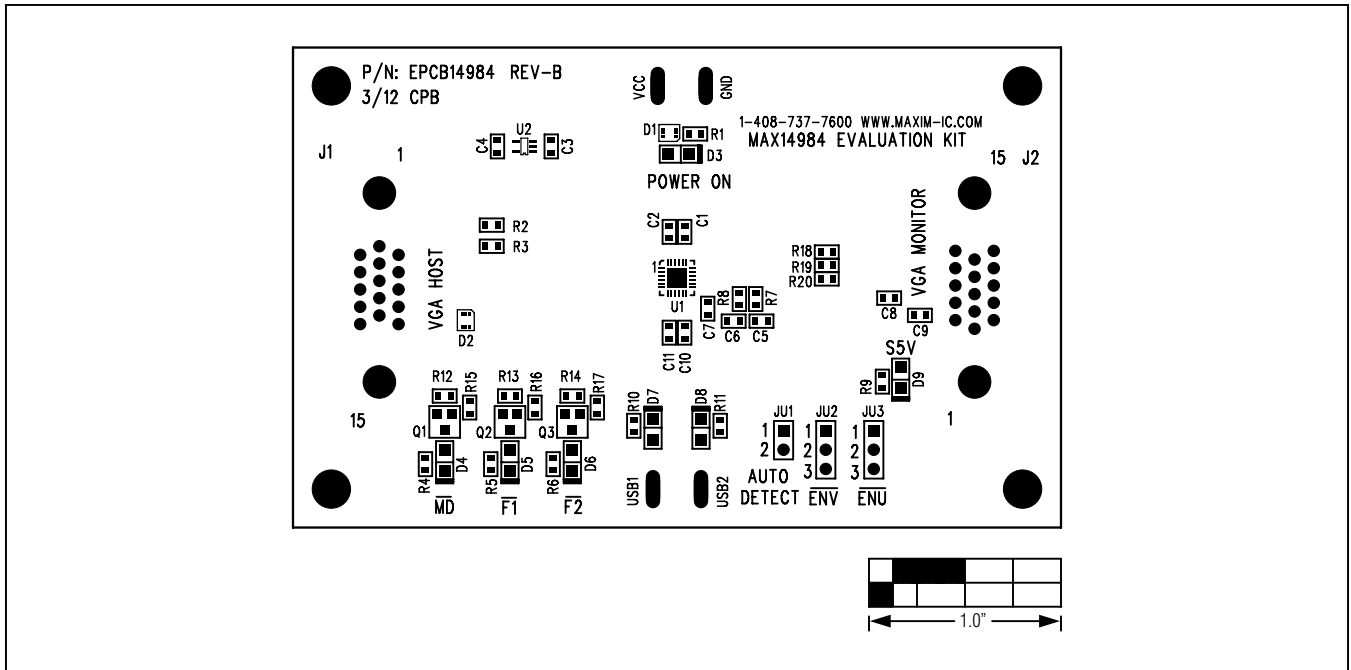 P/N: EPCB14984 REV-B
3/12 CPB
VCC
GND
1-408-737-7600 WWW.MAXIM-IC.COM
MAX14984 EVALUATION KIT
D1
R1
D3
POWER ON
C4
U2
C3
J1
1
15
J2
R2
R3
C2
C1
VGA HOST
VGA MONITOR
1
U1
R18
R19
R20
R8
R7
C7
C6
C5
C8
C9
D2
C11
C10
S5V
R9
D9
15
1
R12
R15
R13
R16
R14
R17
Q1
Q2
Q3
R4
D4
R5
D5
R6
D6
MD
F1
F2
R10
D7
D8
R11
USB1
USB2
JU1
JU2
JU3
1
2
1
2
3
1
2
3
AUTO
DETECT
ENV
ENU
1.0"